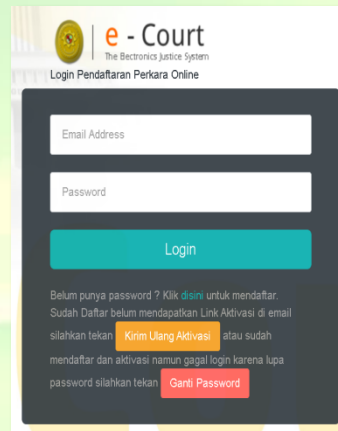 e - Court
The Electronics Justice System
Login Pendaftaran Perkara Online
Email Address
Password
Login
Belum punya password ? Klik disini untuk mendaftar.
Sudah Daftar belum mendapatkan Link Aktivasi di email
silahkan tekan Kirim Ulang Aktivasi atau sudah
mendaftar dan aktivasi namun gagal login karena lupa
password silahkan tekan Ganti Password